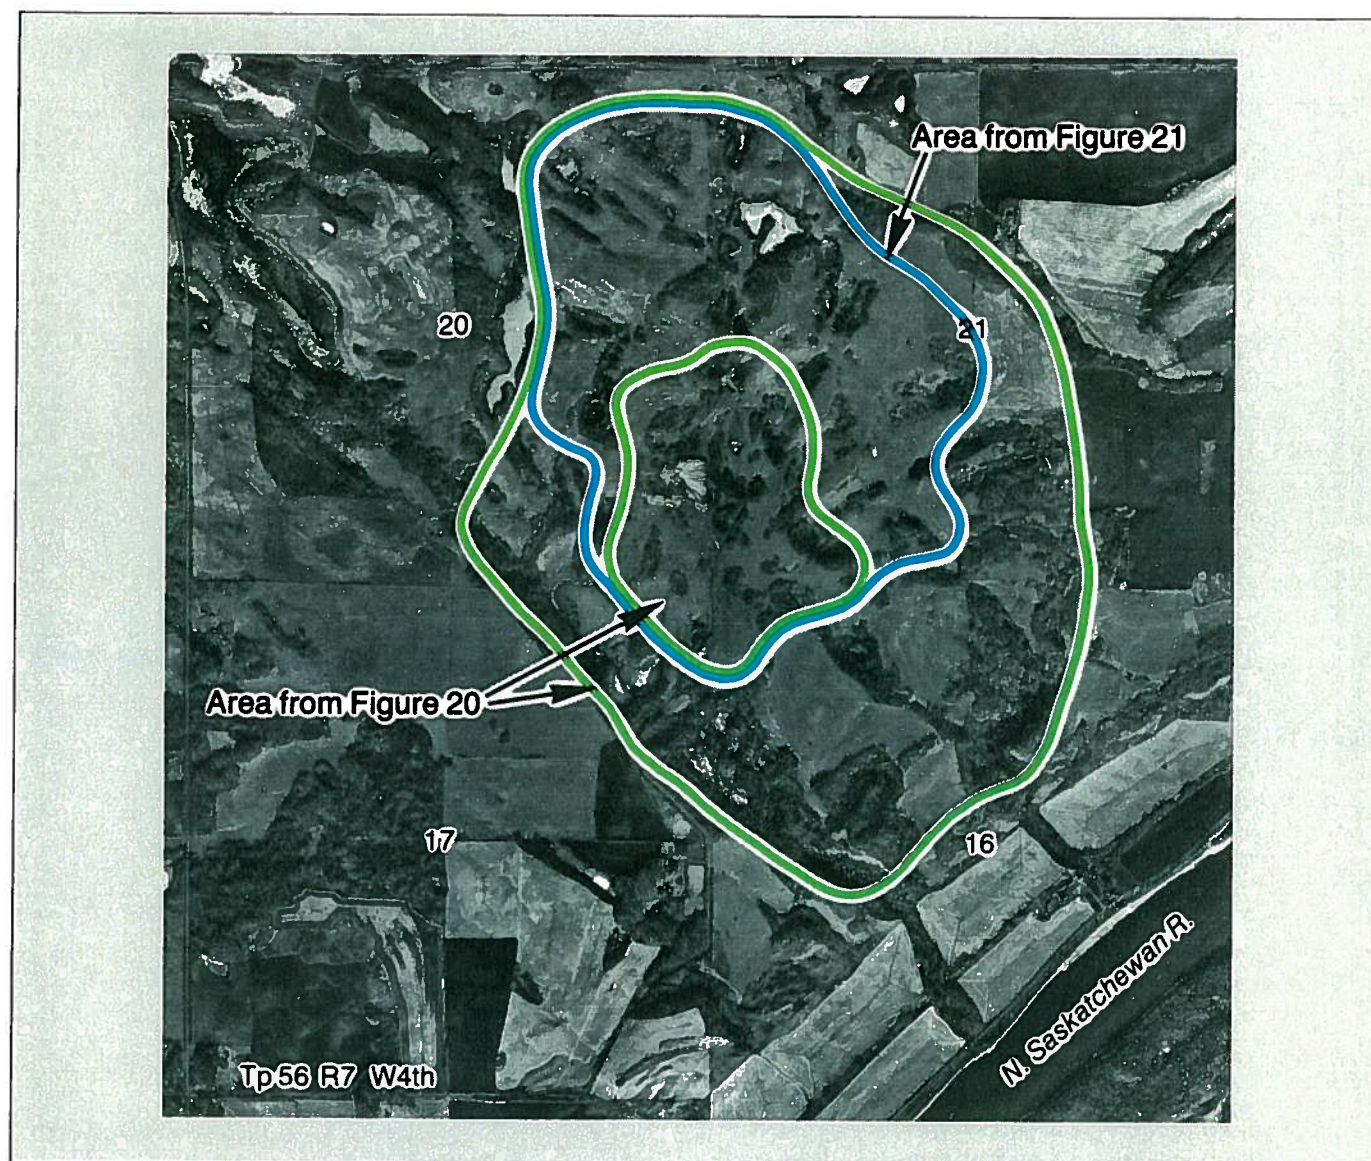 Area from Figure 21
20
21
Area from Figure 20
17
16
N. Saskatchewan R.
Tp 56 R7 W4th